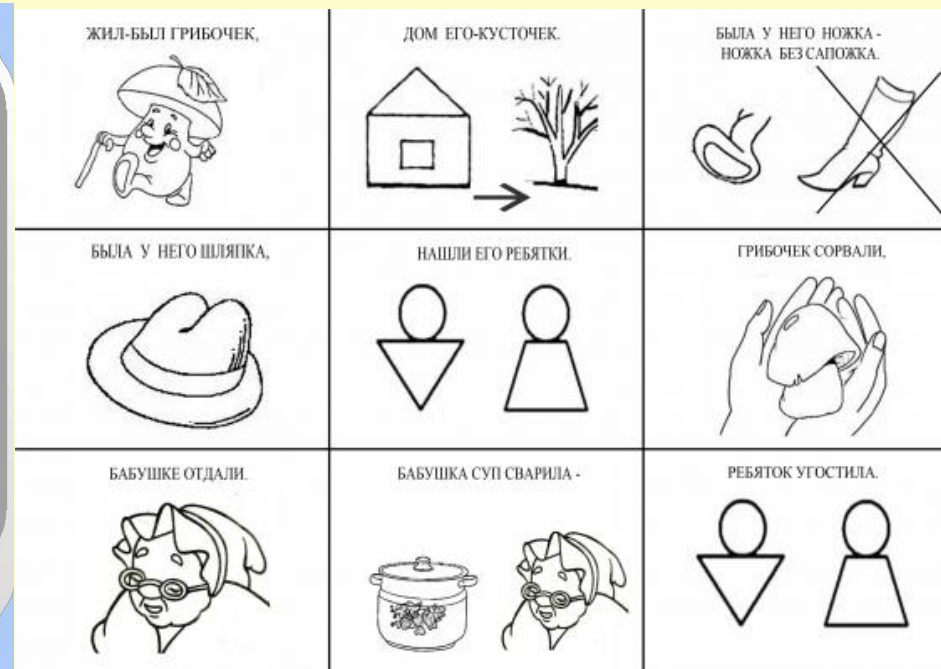 ЖИЛ-БЫЛ ГРИБОЧЕК,
ДОМ ЕГО-КУСТОЧЕК.
БЫЛА У НЕГО НОЖКА -
НОЖКА БЕЗ САПОЖКА.
БЫЛА У НЕГО ШЛЯПКА,
НАШЛИ ЕГО РЕБЯТКИ.
ГРИБОЧЕК СОРВАЛИ,
БАБУШКЕ ОТДАЛИ.
БАБУШКА СУП СВАРИЛА -
РЕБЯТОК УГОСТИЛА.